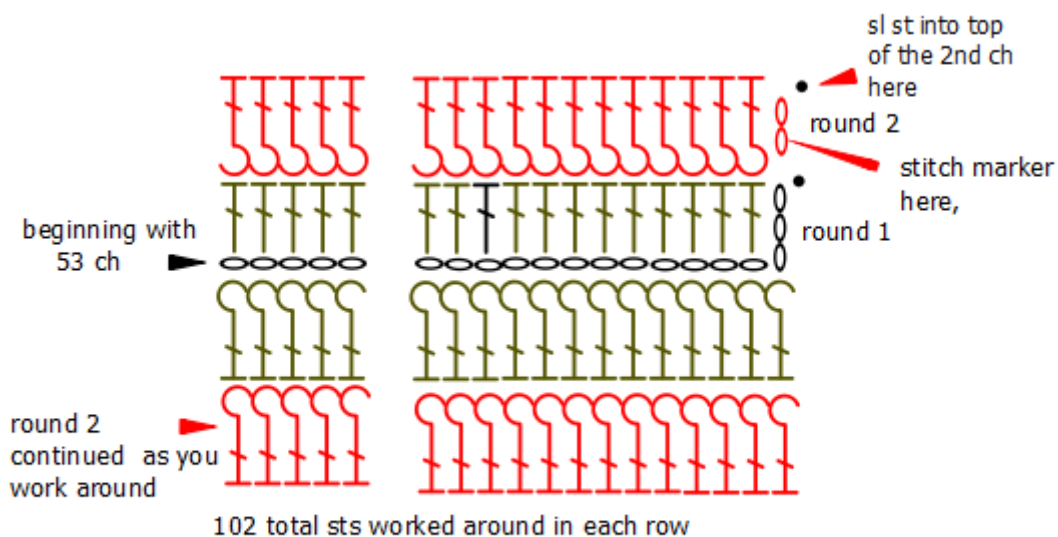 sl st into top
of the 2nd ch
here
round 2
stitch marker
here,
beginning with
53 ch
round 1
round 2
continued as you
work around
102 total sts worked around in each row